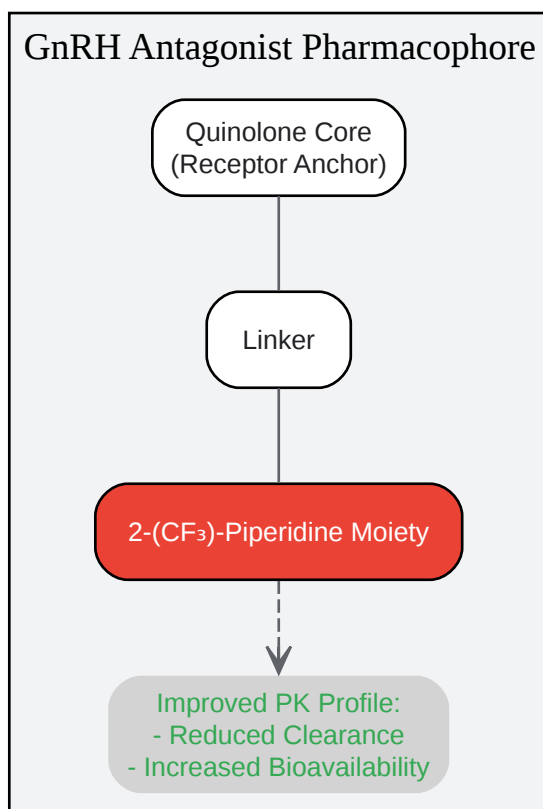 GnRH Antagonist Pharmacophore
Quinolone Core
(Receptor Anchor)
Linker
2-(CF₃)-Piperidine Moiety
Improved PK Profile:
- Reduced Clearance
- Increased Bioavailability